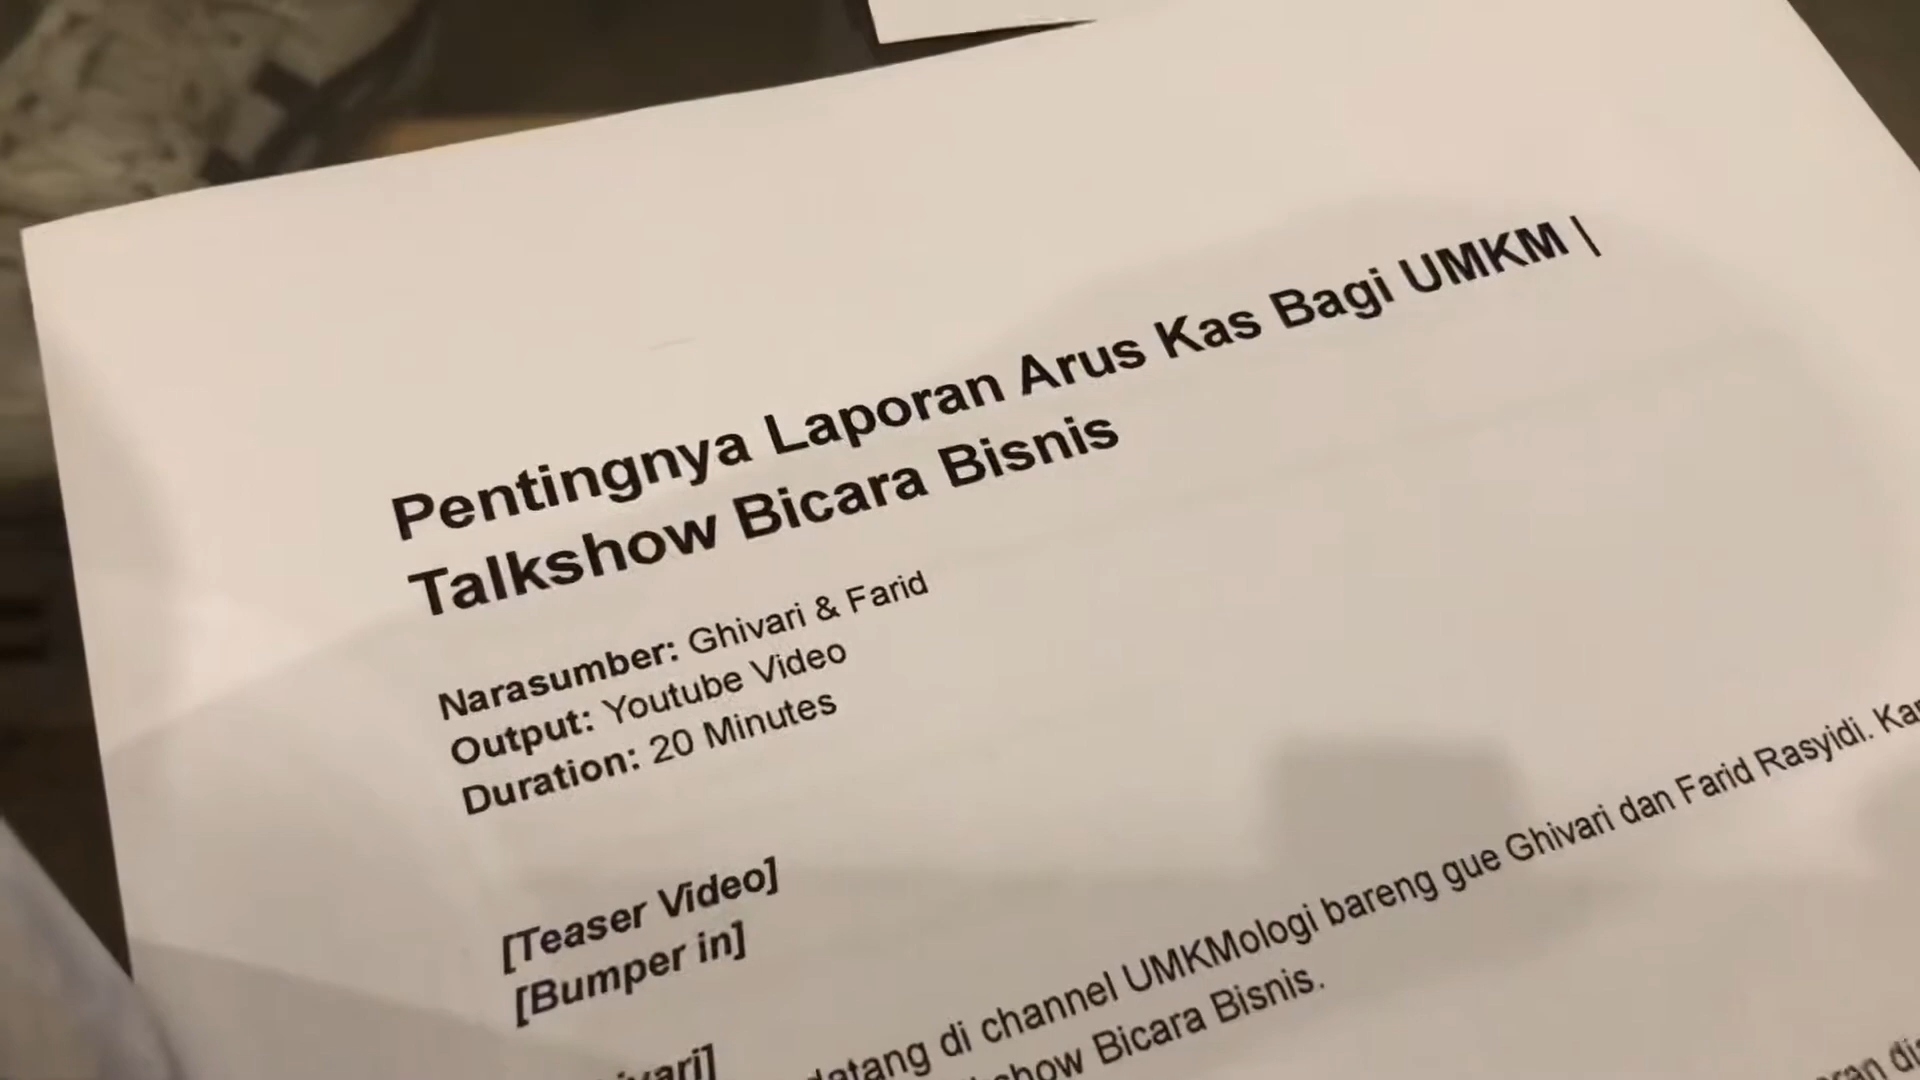 Pentingnya Laporan Arus Kas Bagi UMKM |
Talkshow Bicara Bisnis
Narasumber: Ghivari & Farid
Output: Youtube Video
Duration: 20 Minutes
[Teaser Video]
[Bumper in]
di channel UMKMologi bareng gue Ghivari dan Farid Rasyidi.
Bicara Bisnis.